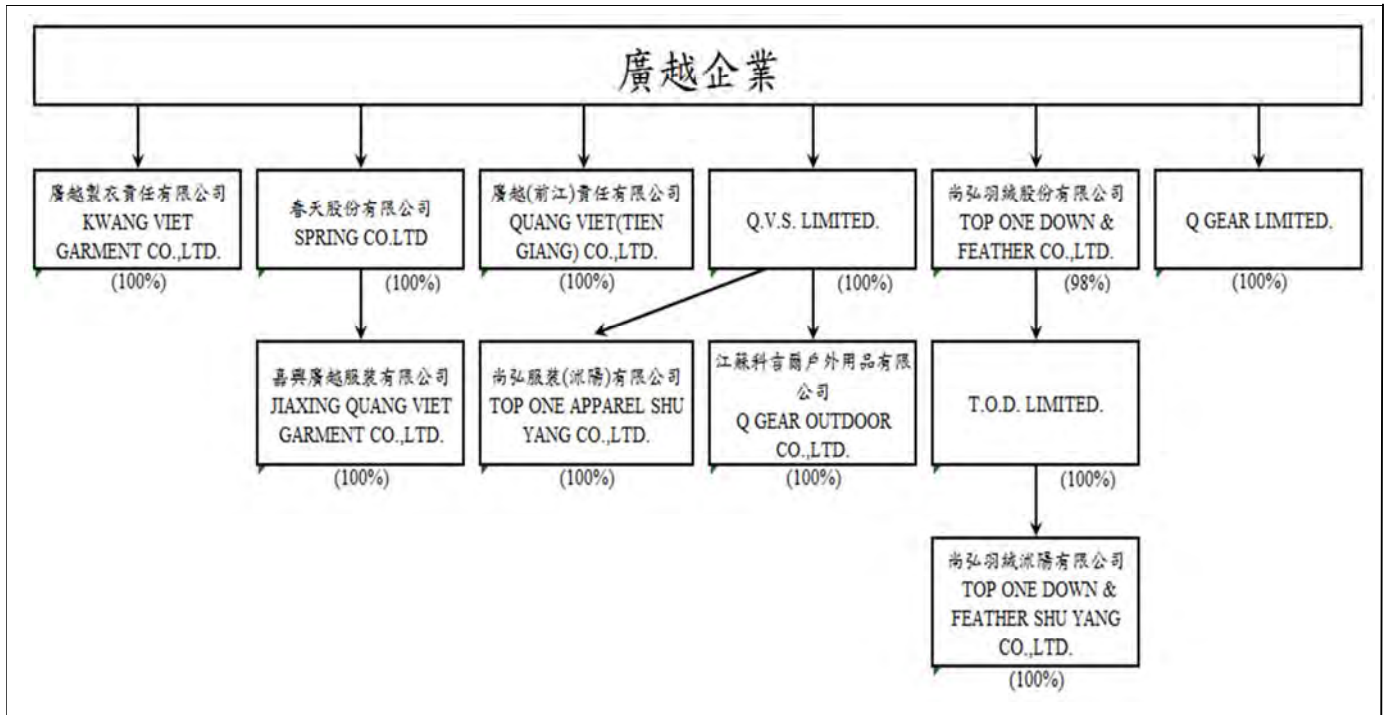 廣越企業
廣越製衣責任有限公司
KWANG VIET
GARMENT CO.,LTD.
(100%)
春天股份有限公司
SPRING CO.LTD
(100%)
廣越(前江)責任有限公司
QUANG VIET(TIEN
GIANG) CO.,LTD.
(100%)
Q.V.S. LIMITED.
(100%)
尚弘羽絨股份有限公司
TOP ONE DOWN &
FEATHER CO.,LTD.
(98%)
Q GEAR LIMITED.
(100%)
嘉興廣越服裝有限公司
JIAXING QUANG VIET
GARMENT CO.,LTD.
(100%)
尚弘服裝(沭陽)有限公司
TOP ONE APPAREL SHU
YANG CO.,LTD.
(100%)
江蘇科吉爾戶外用品有限
公司
Q GEAR OUTDOOR
CO.,LTD.
(100%)
T.O.D. LIMITED.
(100%)
尚弘羽絨沭陽有限公司
TOP ONE DOWN &
FEATHER SHU YANG
CO.,LTD.
(100%)